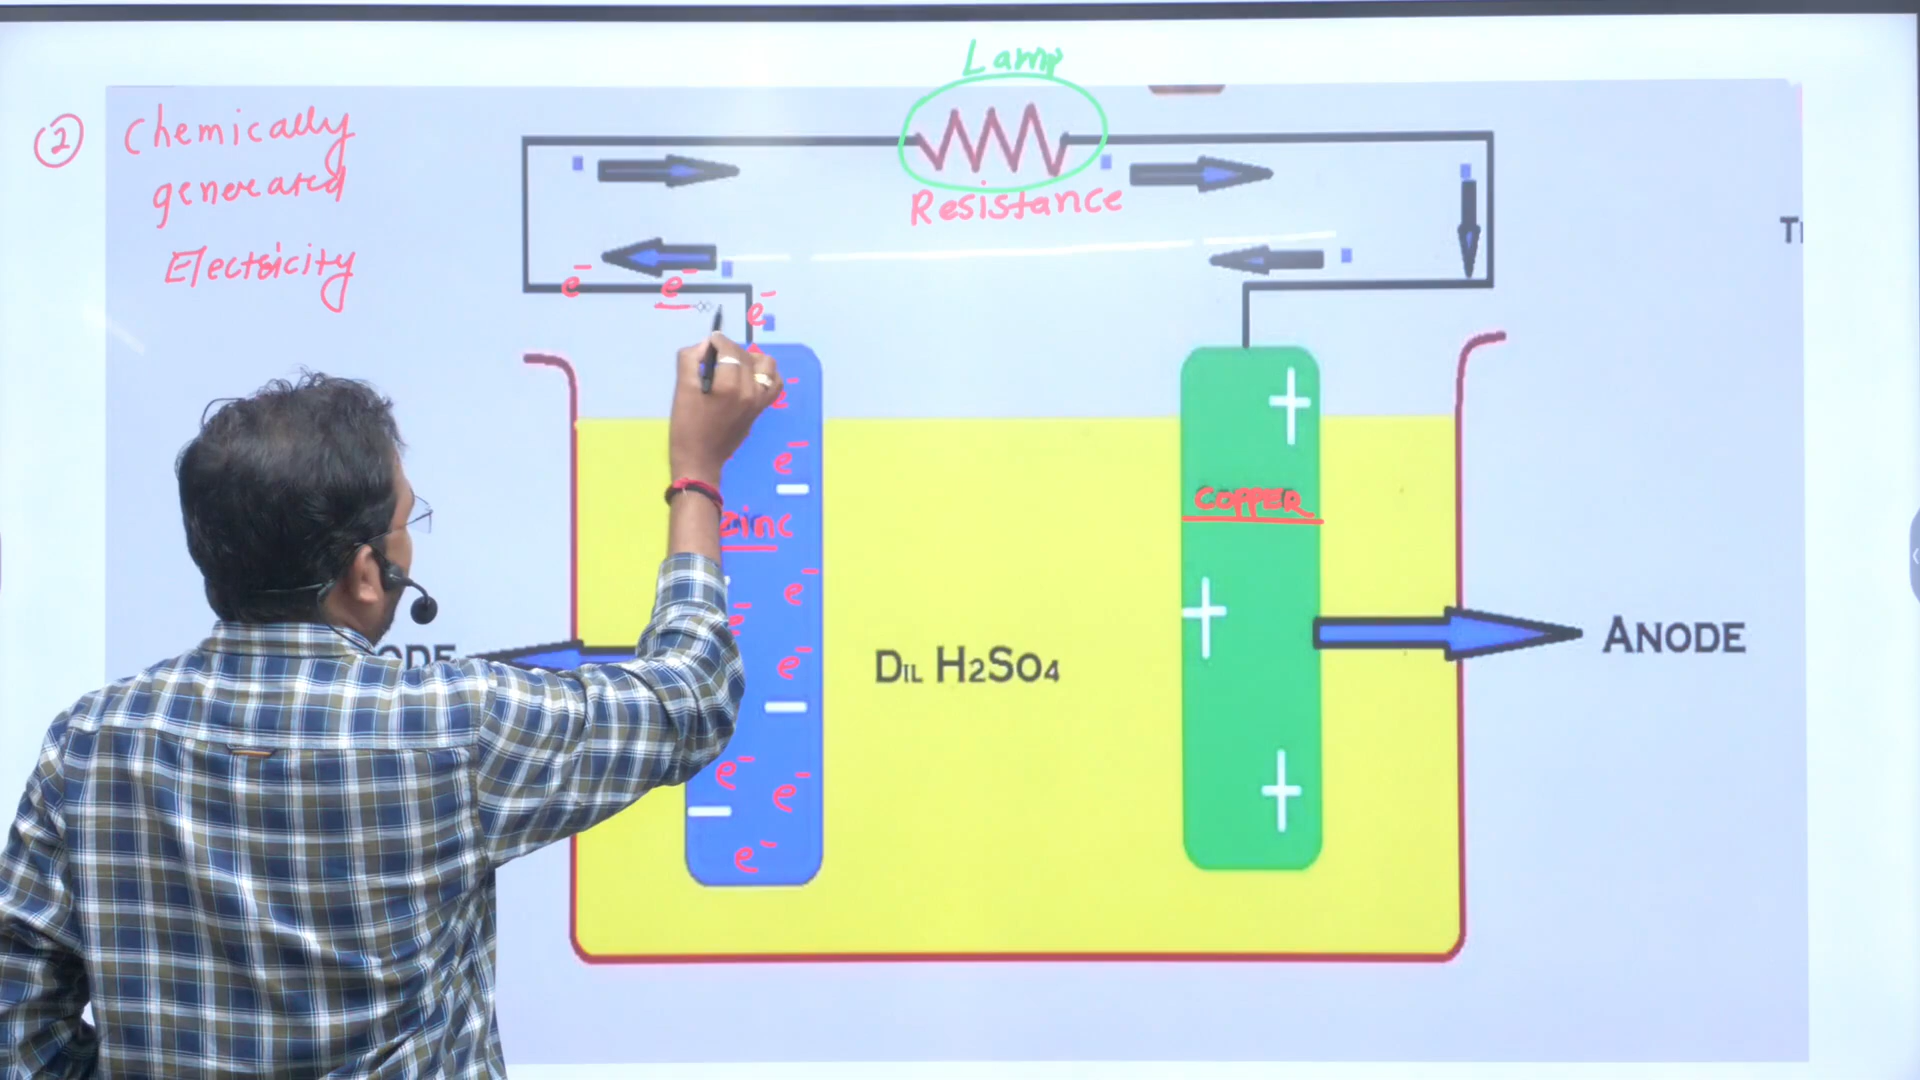 Lamp
② Chemically
generated
Electricity
Resistance
e⁻ e⁻ e⁻
e⁻
e⁻
zinc
COPPER
e⁻
e⁻
e⁻
DIL H2SO4
ANODE
e⁻
e⁻
e⁻